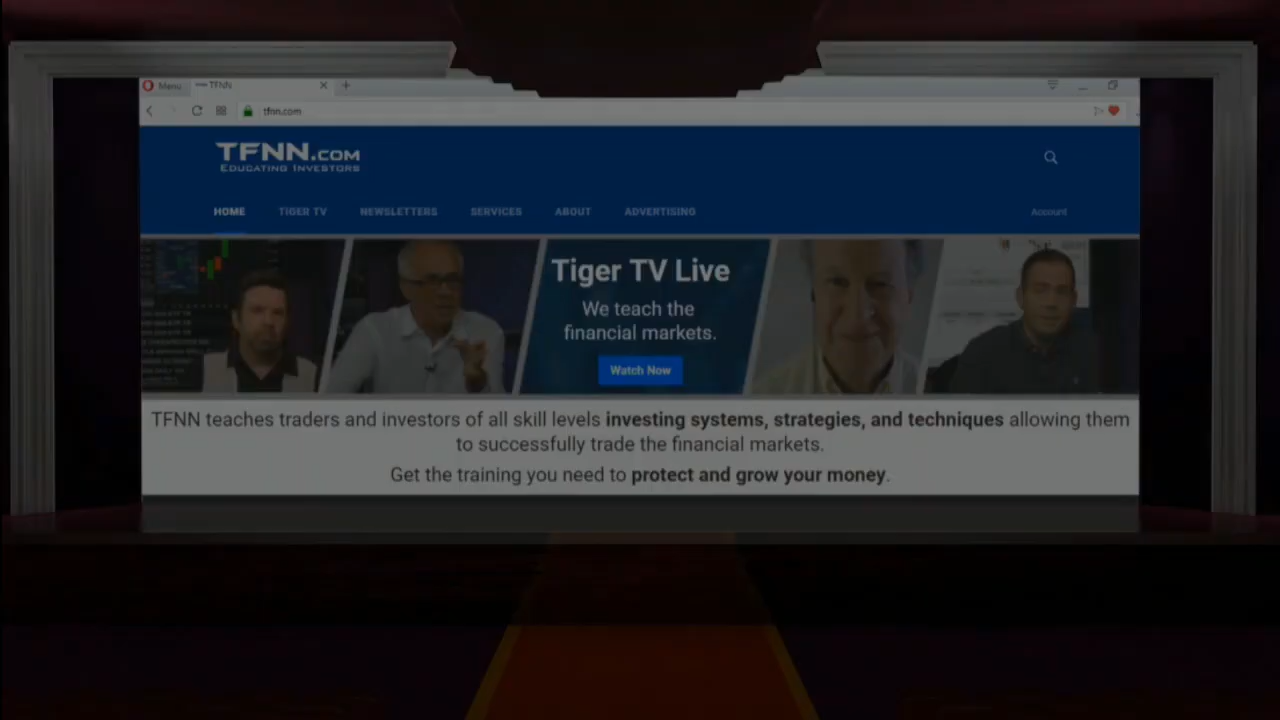 Menu TFNN
tfnn.com
TFNN.COM
EDUCATING INVESTORS
HOME TIGER TV NEWSLETTERS SERVICES ABOUT ADVERTISING Account
Tiger TV Live
We teach the
financial markets.
Watch Now
TFNN teaches traders and investors of all skill levels investing systems, strategies, and techniques allowing them
to successfully trade the financial markets.
Get the training you need to protect and grow your money.